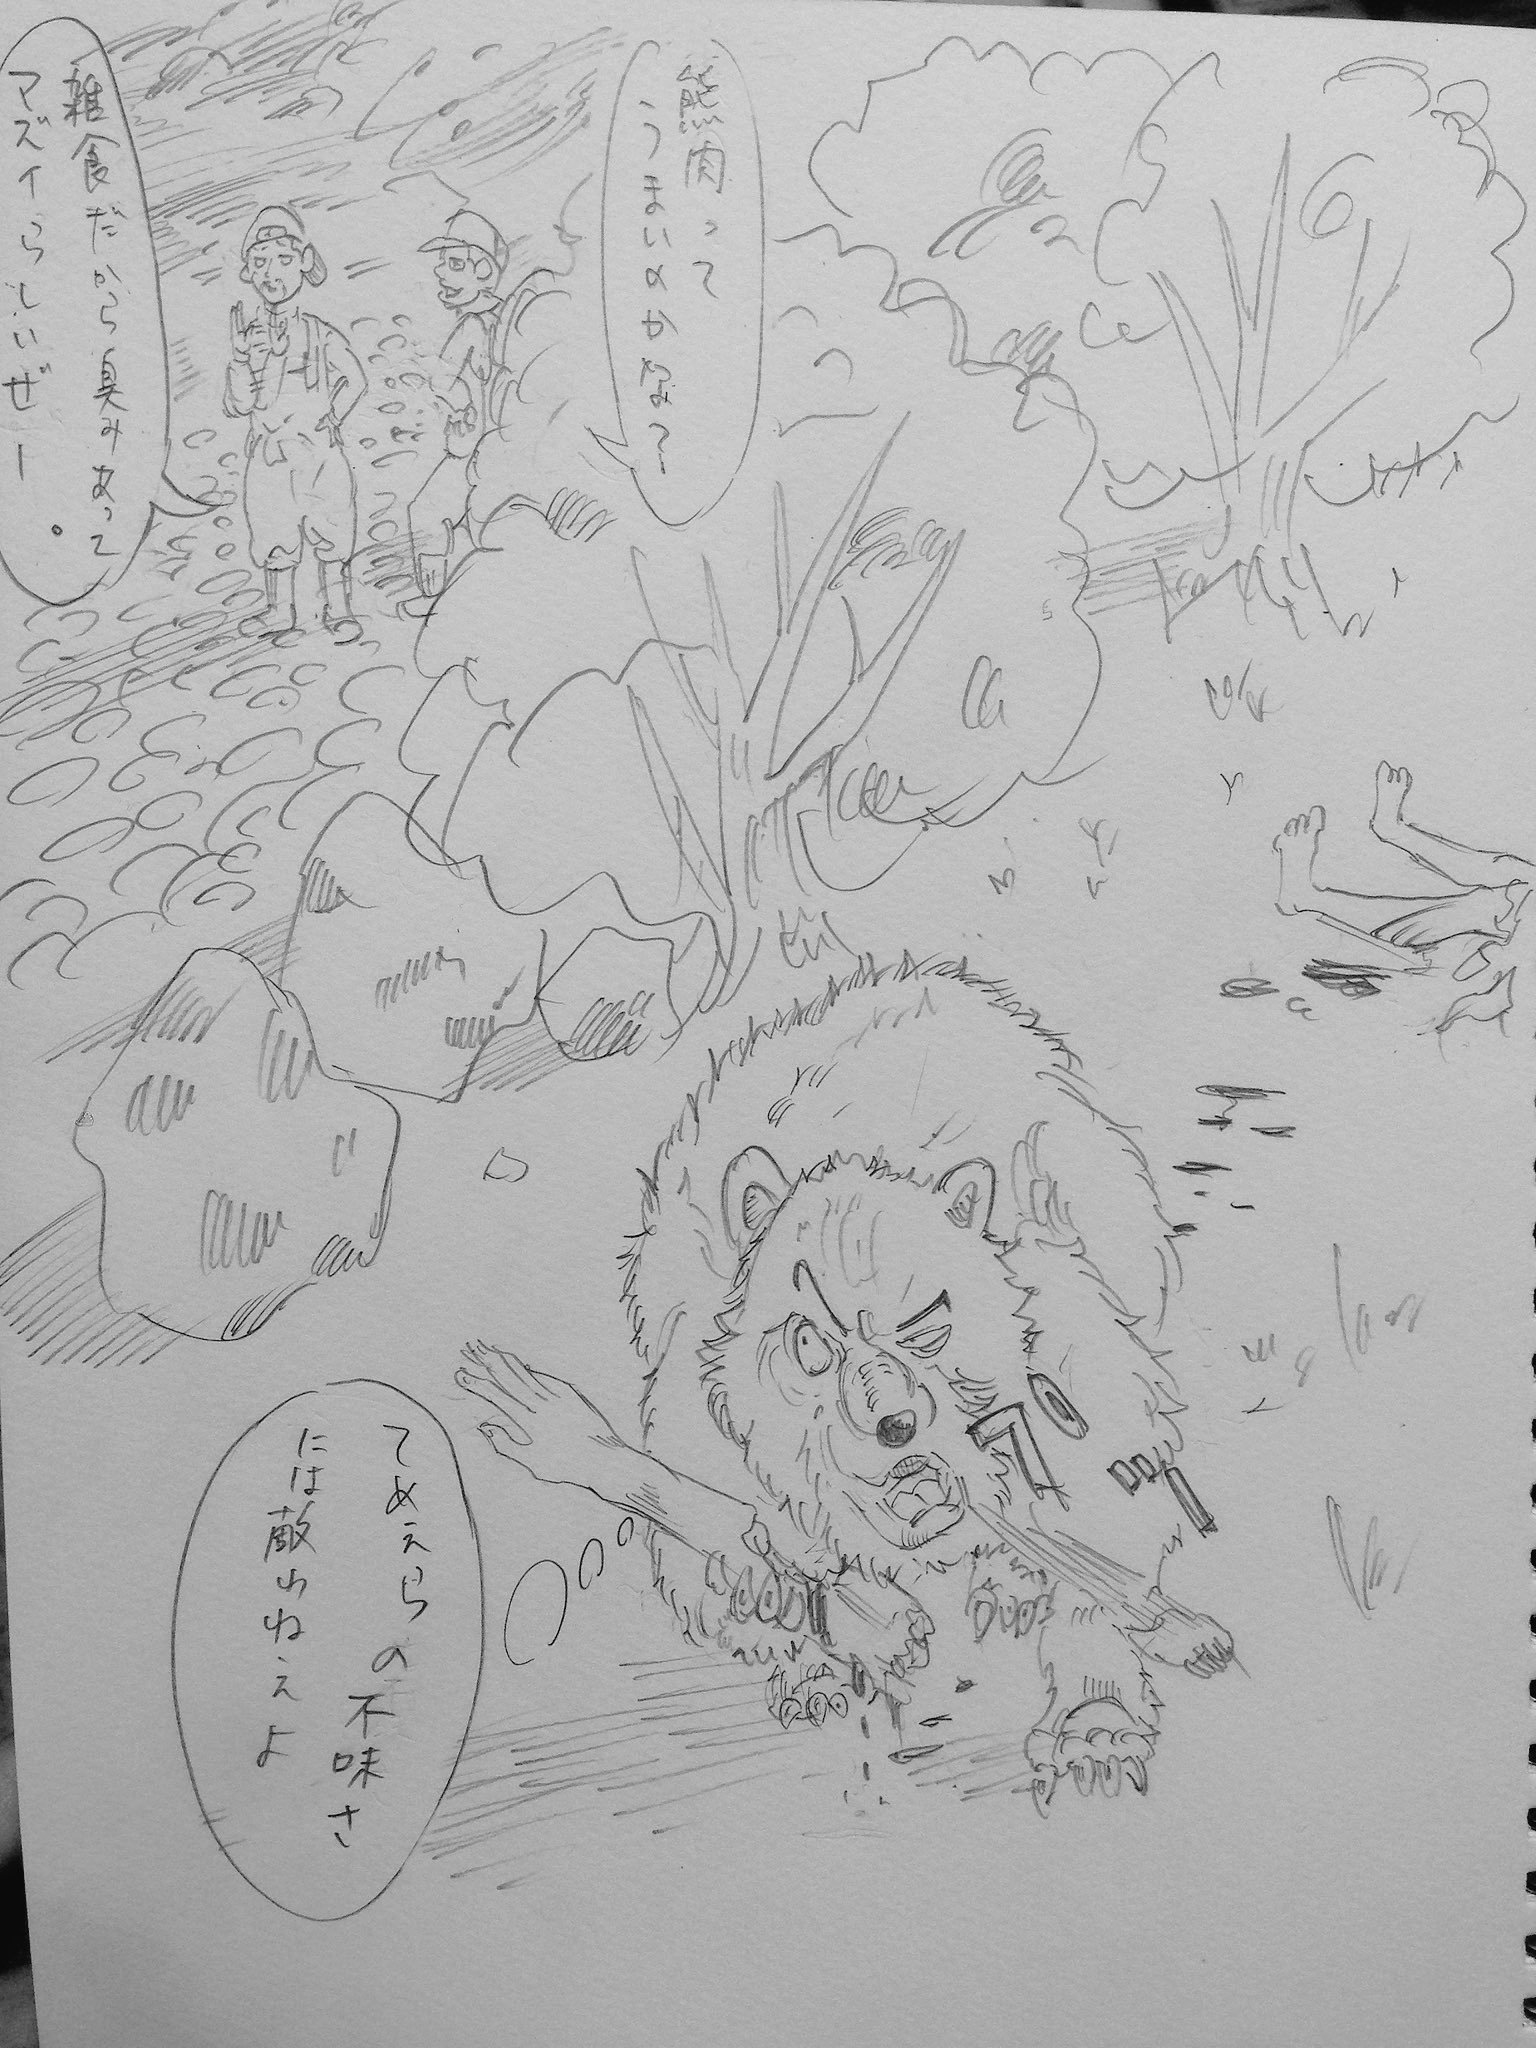 熊肉って
うまいのかな〜
雑食だから臭みあって
マズイらしいぜー。
プッ
てめえらの不味さ
には敵わねえよ